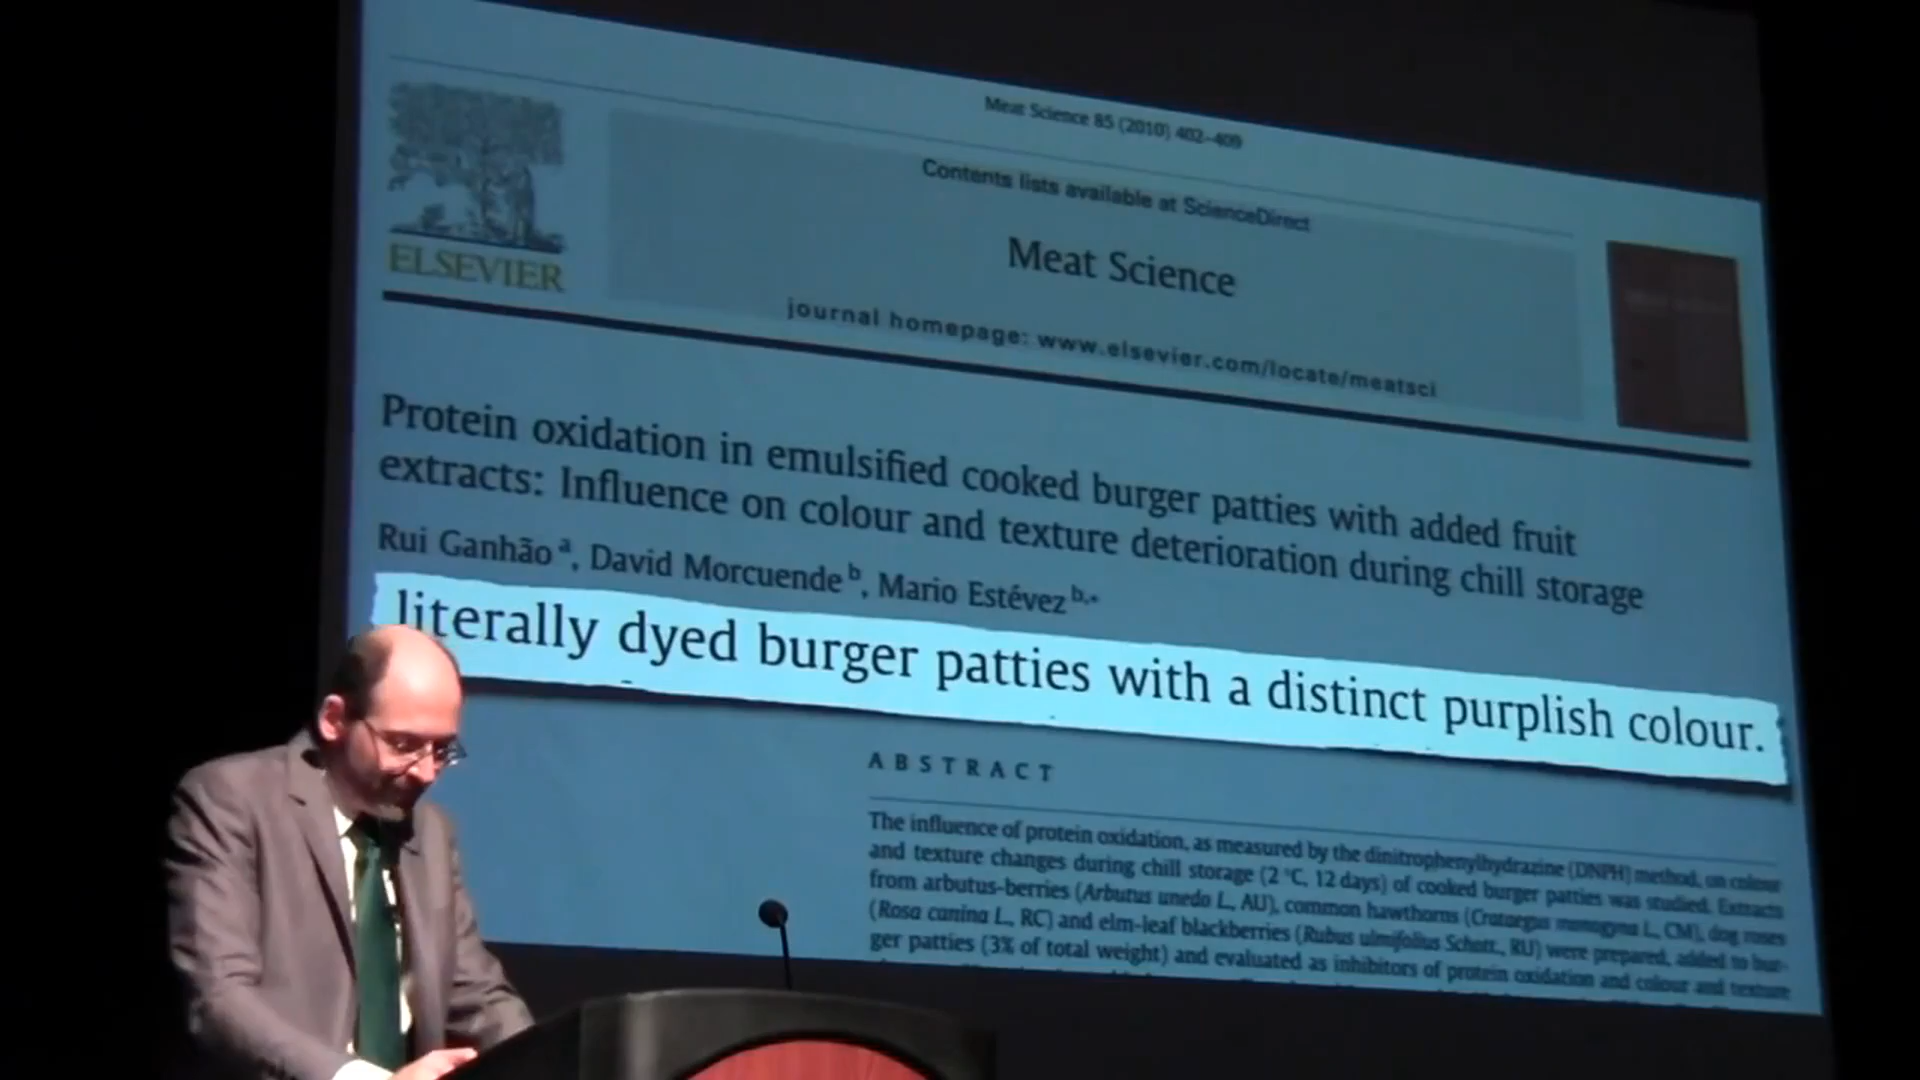 Meat Science 85 (2010) 402–409
Contents lists available at ScienceDirect
Meat Science
journal homepage: www.elsevier.com/locate/meatsci
ELSEVIER
Protein oxidation in emulsified cooked burger patties with added fruit
extracts: Influence on colour and texture deterioration during chill storage
Rui Ganhão a, David Morcuende b, Mario Estévez b,*
literally dyed burger patties with a distinct purplish colour.
ABSTRACT
The influence of protein oxidation, as measured by the dinitrophenylhydrazine (DNPH) method, on colour
and texture changes during chill storage (2 °C, 12 days) of cooked burger patties was studied. Extracts
from arbutus-berries (Arbutus unedo L., AU), common hawthorns (Crataegus monogyna L., CM), dog roses
(Rosa canina L., RC) and elm-leaf blackberries (Rubus ulmifolius Schott., RU) were prepared, added to bur-
ger patties (3% of total weight) and evaluated as inhibitors of protein oxidation and colour and texture